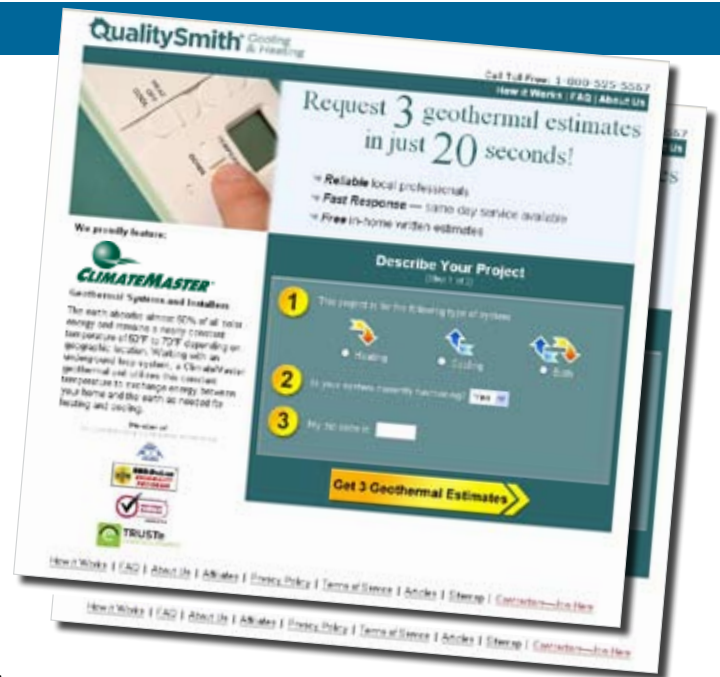 QualitySmith Cooling & Heating
Call Toll Free: 1-800-525-5567
How it Works | FAQ | About Us
Request 3 geothermal estimates
in just 20 seconds!
Reliable local professionals
Fast Response — same day service available
Free in-home written estimates
We proudly feature:
CLIMATEMASTER
Geothermal Systems and Installers
The earth absorbs almost 50% of all solar
energy and remains a nearly constant
temperature of 50°F to 70°F depending on
geographic location. Working with an
underground loop system, a ClimateMaster
geothermal unit utilizes this constant
temperature to exchange energy between
your home and the earth as needed for
heating and cooling.
Member of
TRUSTe
Describe Your Project
(Step 1 of 2)
1 This project is for the following type of system
Heating
Cooling
Both
2 Is your system currently functioning? Yes
3 My zip code is
Get 3 Geothermal Estimates
How it Works | FAQ | About Us | Affiliates | Privacy Policy | Terms of Service | Articles | Sitemap | Contractors—Join Here
How it Works | FAQ | About Us | Affiliates | Privacy Policy | Terms of Service | Articles | Sitemap | Contractors—Join Here